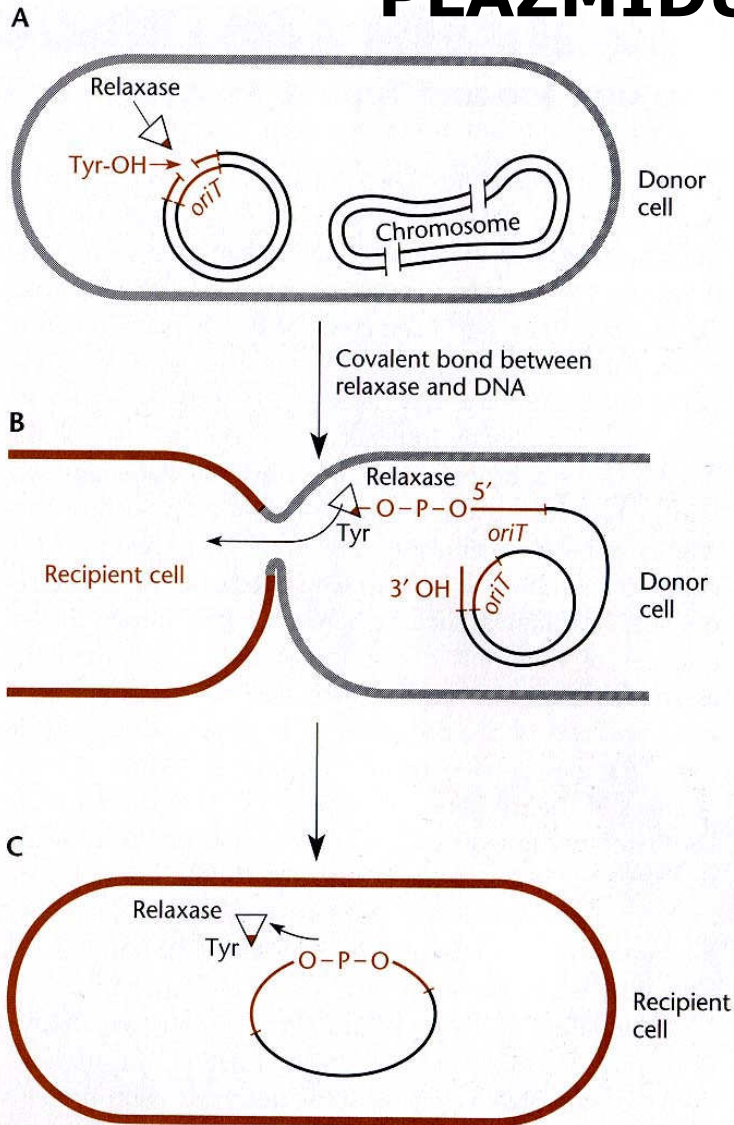 A
Relaxase
Tyr-OH
oriT
Chromosome
Donor
cell
Covalent bond between
relaxase and DNA
B
Relaxase
Tyr
O–P–O
5′
oriT
Recipient cell
3′ OH
oriT
Donor
cell
C
Relaxase
Tyr
O–P–O
Recipient
cell